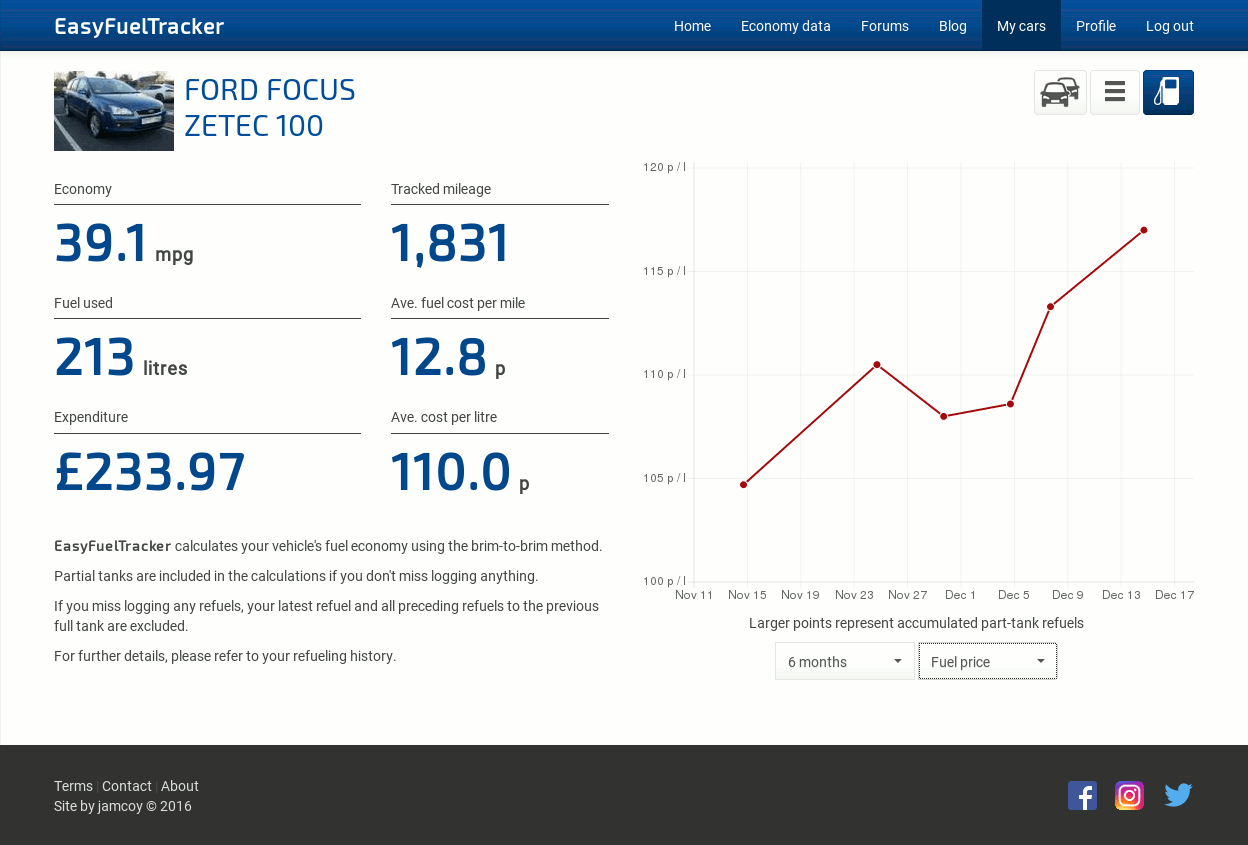 EasyFuelTracker
Home Economy data Forums Blog My cars Profile Log out
FORD FOCUS
ZETEC 100
Economy
39.1 mpg
Tracked mileage
1,831
Fuel used
213 litres
Ave. fuel cost per mile
12.8 p
Expenditure
£233.97
Ave. cost per litre
110.0 p
EasyFuelTracker calculates your vehicle's fuel economy using the brim-to-brim method.
Partial tanks are included in the calculations if you don't miss logging anything.
If you miss logging any refuels, your latest refuel and all preceding refuels to the previous
full tank are excluded.
For further details, please refer to your refueling history.
120 p / l
115 p / l
110 p / l
105 p / l
100 p / l
Nov 11 Nov 15 Nov 19 Nov 23 Nov 27 Dec 1 Dec 5 Dec 9 Dec 13 Dec 17
Larger points represent accumulated part-tank refuels
6 months Fuel price
Terms | Contact | About
Site by jamcoy © 2016